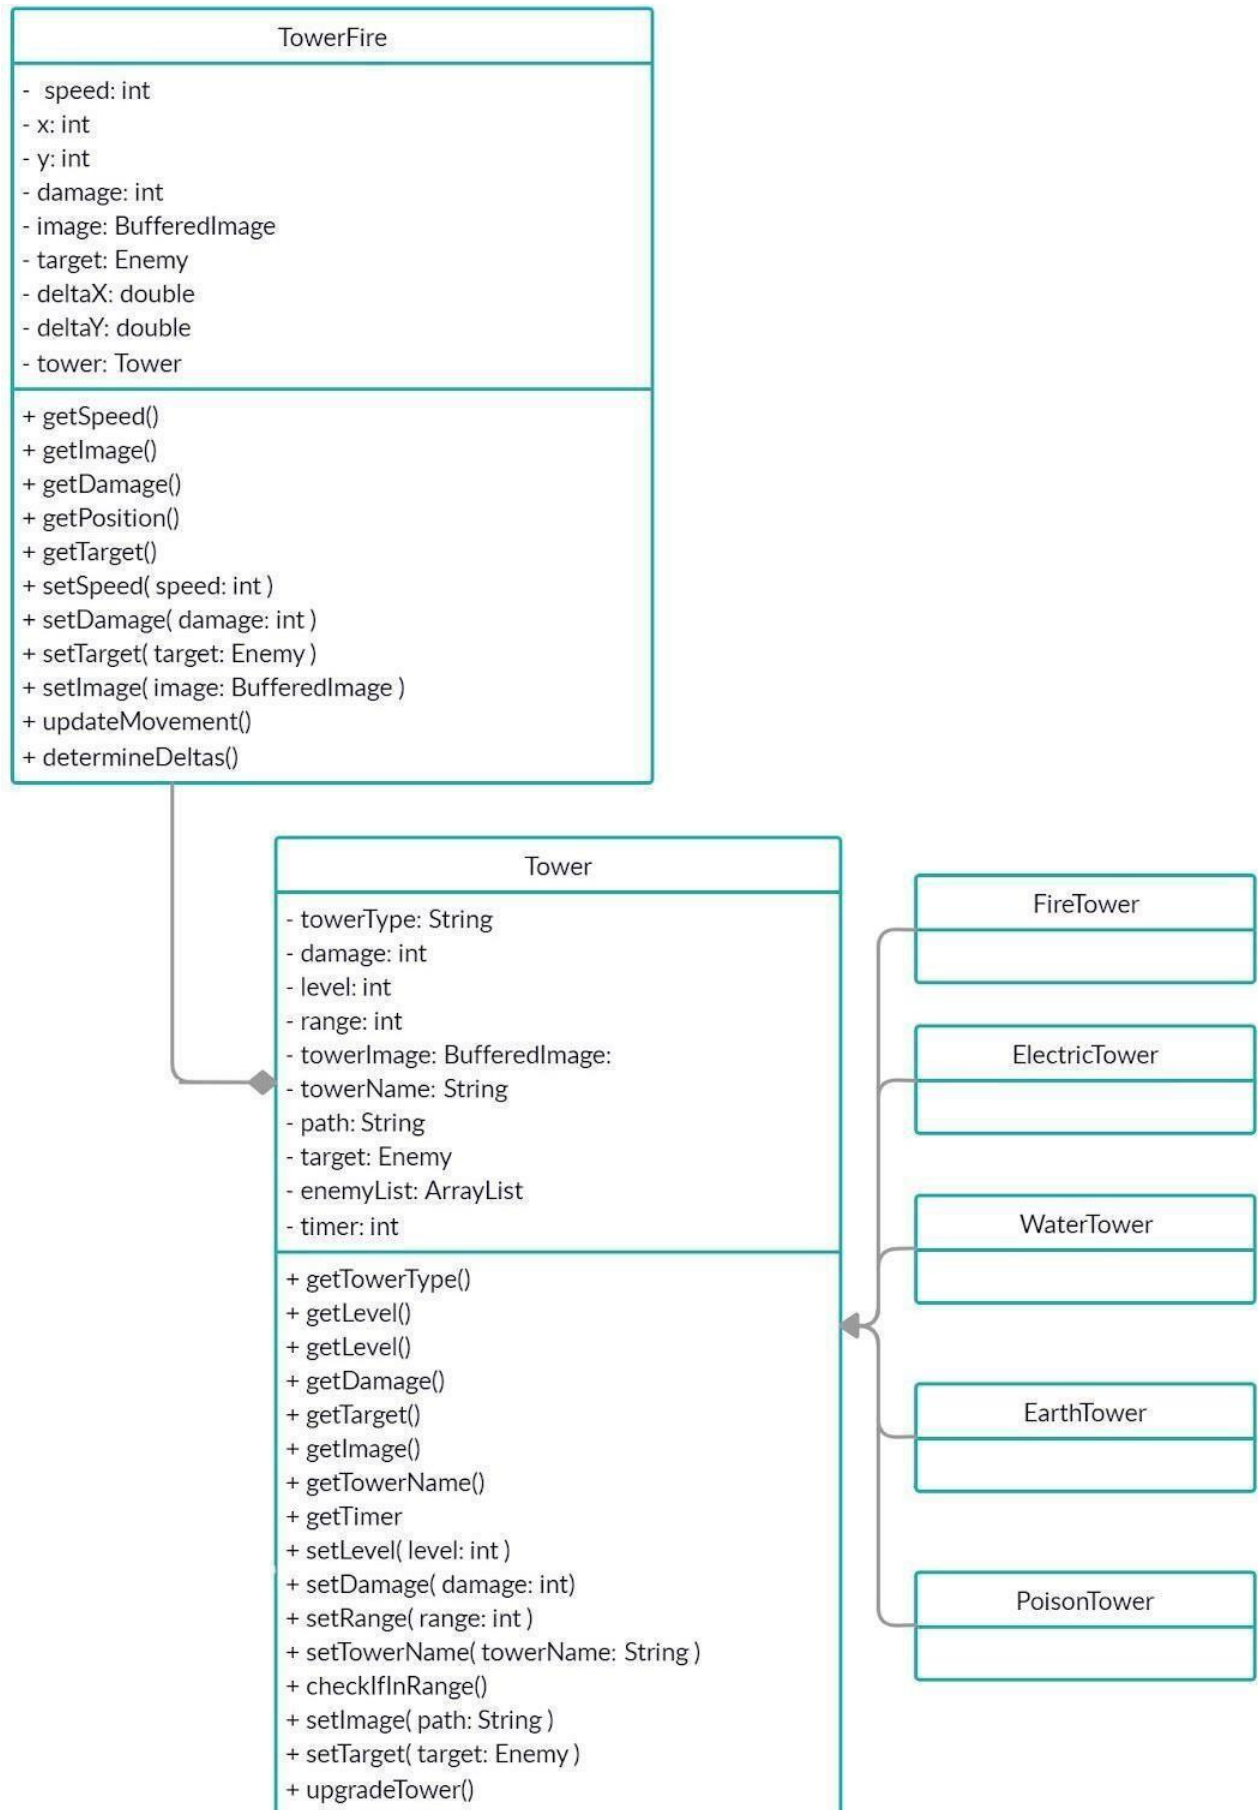 TowerFire
- speed: int
- x: int
- y: int
- damage: int
- image: BufferedImage
- target: Enemy
- deltaX: double
- deltaY: double
- tower: Tower
+ getSpeed()
+ getImage()
+ getDamage()
+ getPosition()
+ getTarget()
+ setSpeed( speed: int )
+ setDamage( damage: int )
+ setTarget( target: Enemy )
+ setImage( image: BufferedImage )
+ updateMovement()
+ determineDeltas()
Tower
- towerType: String
- damage: int
- level: int
- range: int
- towerImage: BufferedImage:
- towerName: String
- path: String
- target: Enemy
- enemyList: ArrayList
- timer: int
+ getTowerType()
+ getLevel()
+ getLevel()
+ getDamage()
+ getTarget()
+ getImage()
+ getTowerName()
+ getTimer
+ setLevel( level: int )
+ setDamage( damage: int)
+ setRange( range: int )
+ setTowerName( towerName: String )
+ checkIfInRange()
+ setImage( path: String )
+ setTarget( target: Enemy )
+ upgradeTower()
FireTower
ElectricTower
WaterTower
EarthTower
PoisonTower